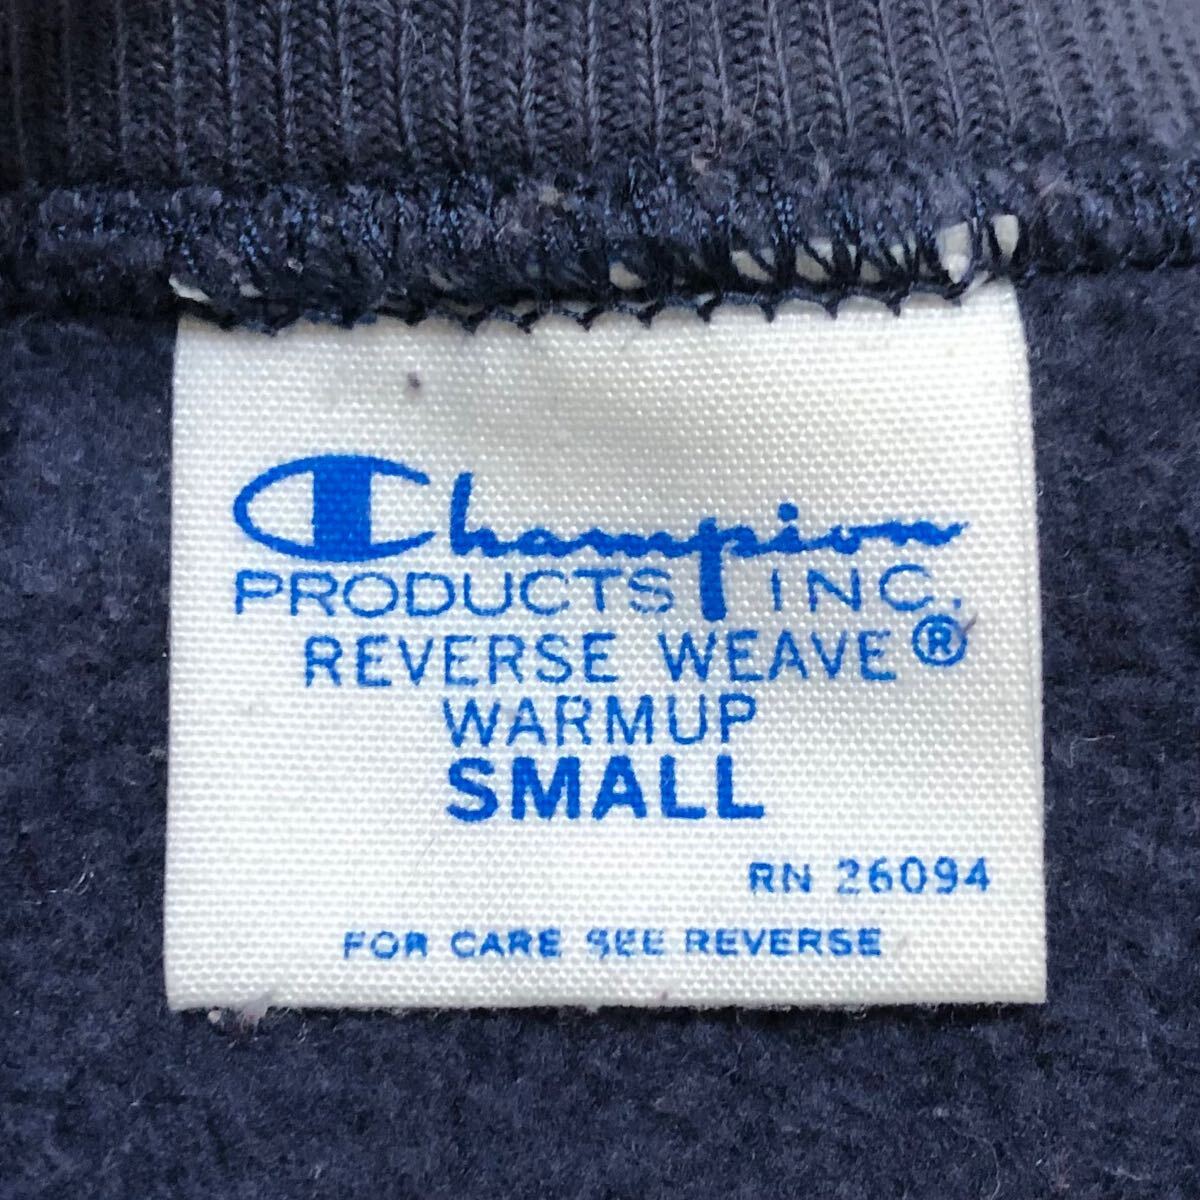 Champion
PRODUCTS INC.
REVERSE WEAVE®
WARMUP
SMALL
RN 26094
FOR CARE SEE REVERSE